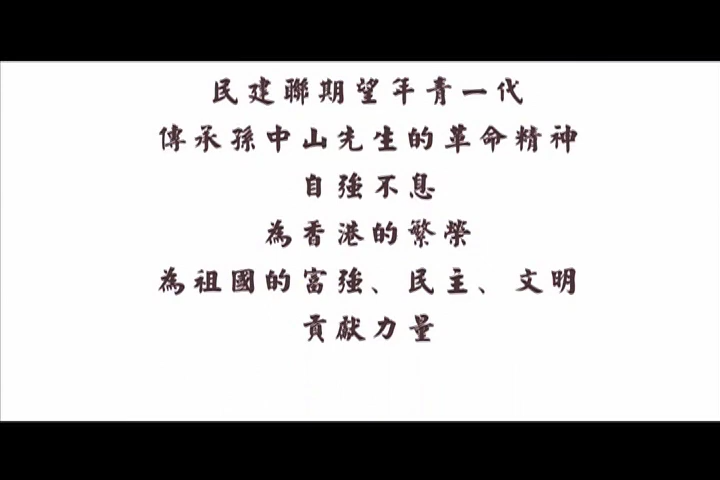 民建聯期望年青一代
傳承孫中山先生的革命精神
自強不息
為香港的繁榮
為祖國的富強、民主、文明
貢獻力量